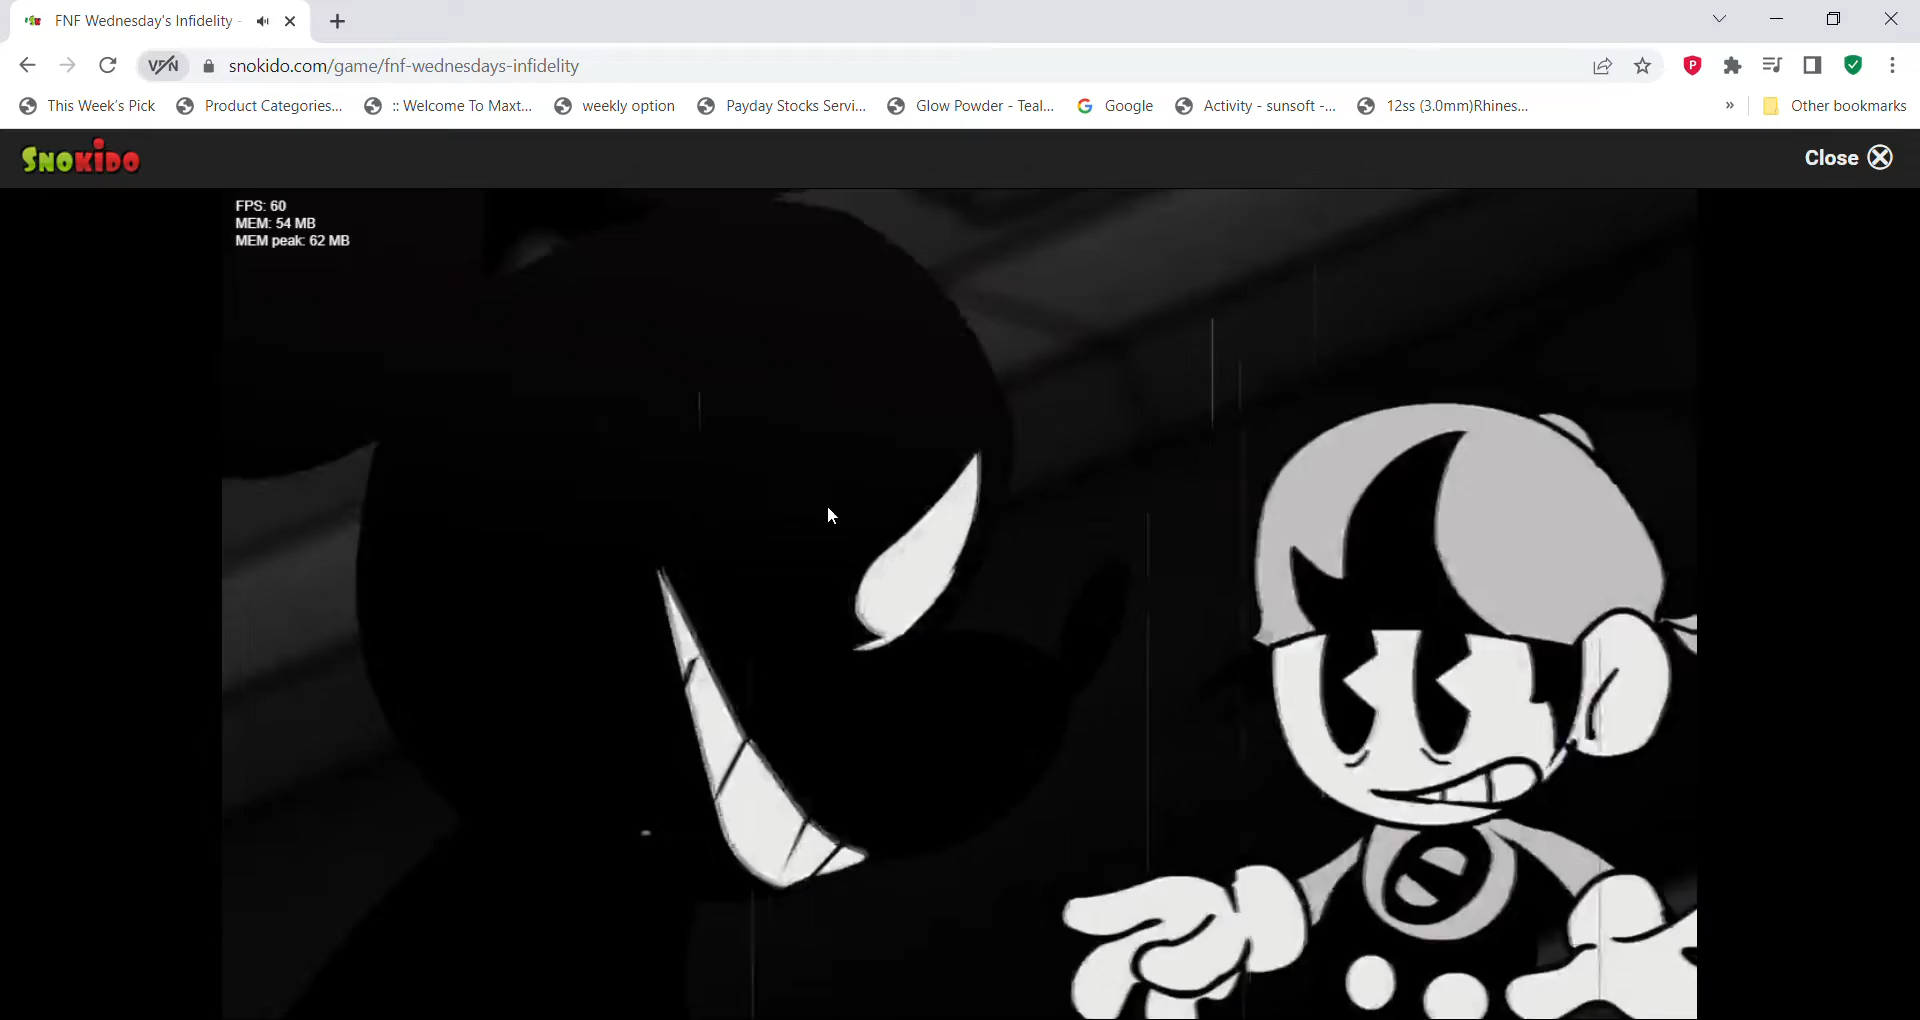 FNF Wednesday's Infidelity -
VPN
snokido.com/game/fnf-wednesdays-infidelity
This Week's Pick
Product Categories...
:: Welcome To Maxt...
weekly option
Payday Stocks Servi...
Glow Powder - Teal...
Google
Activity - sunsoft -...
12ss (3.0mm)Rhines...
»
Other bookmarks
SNOKIDO
Close
FPS: 60
MEM: 54 MB
MEM peak: 62 MB